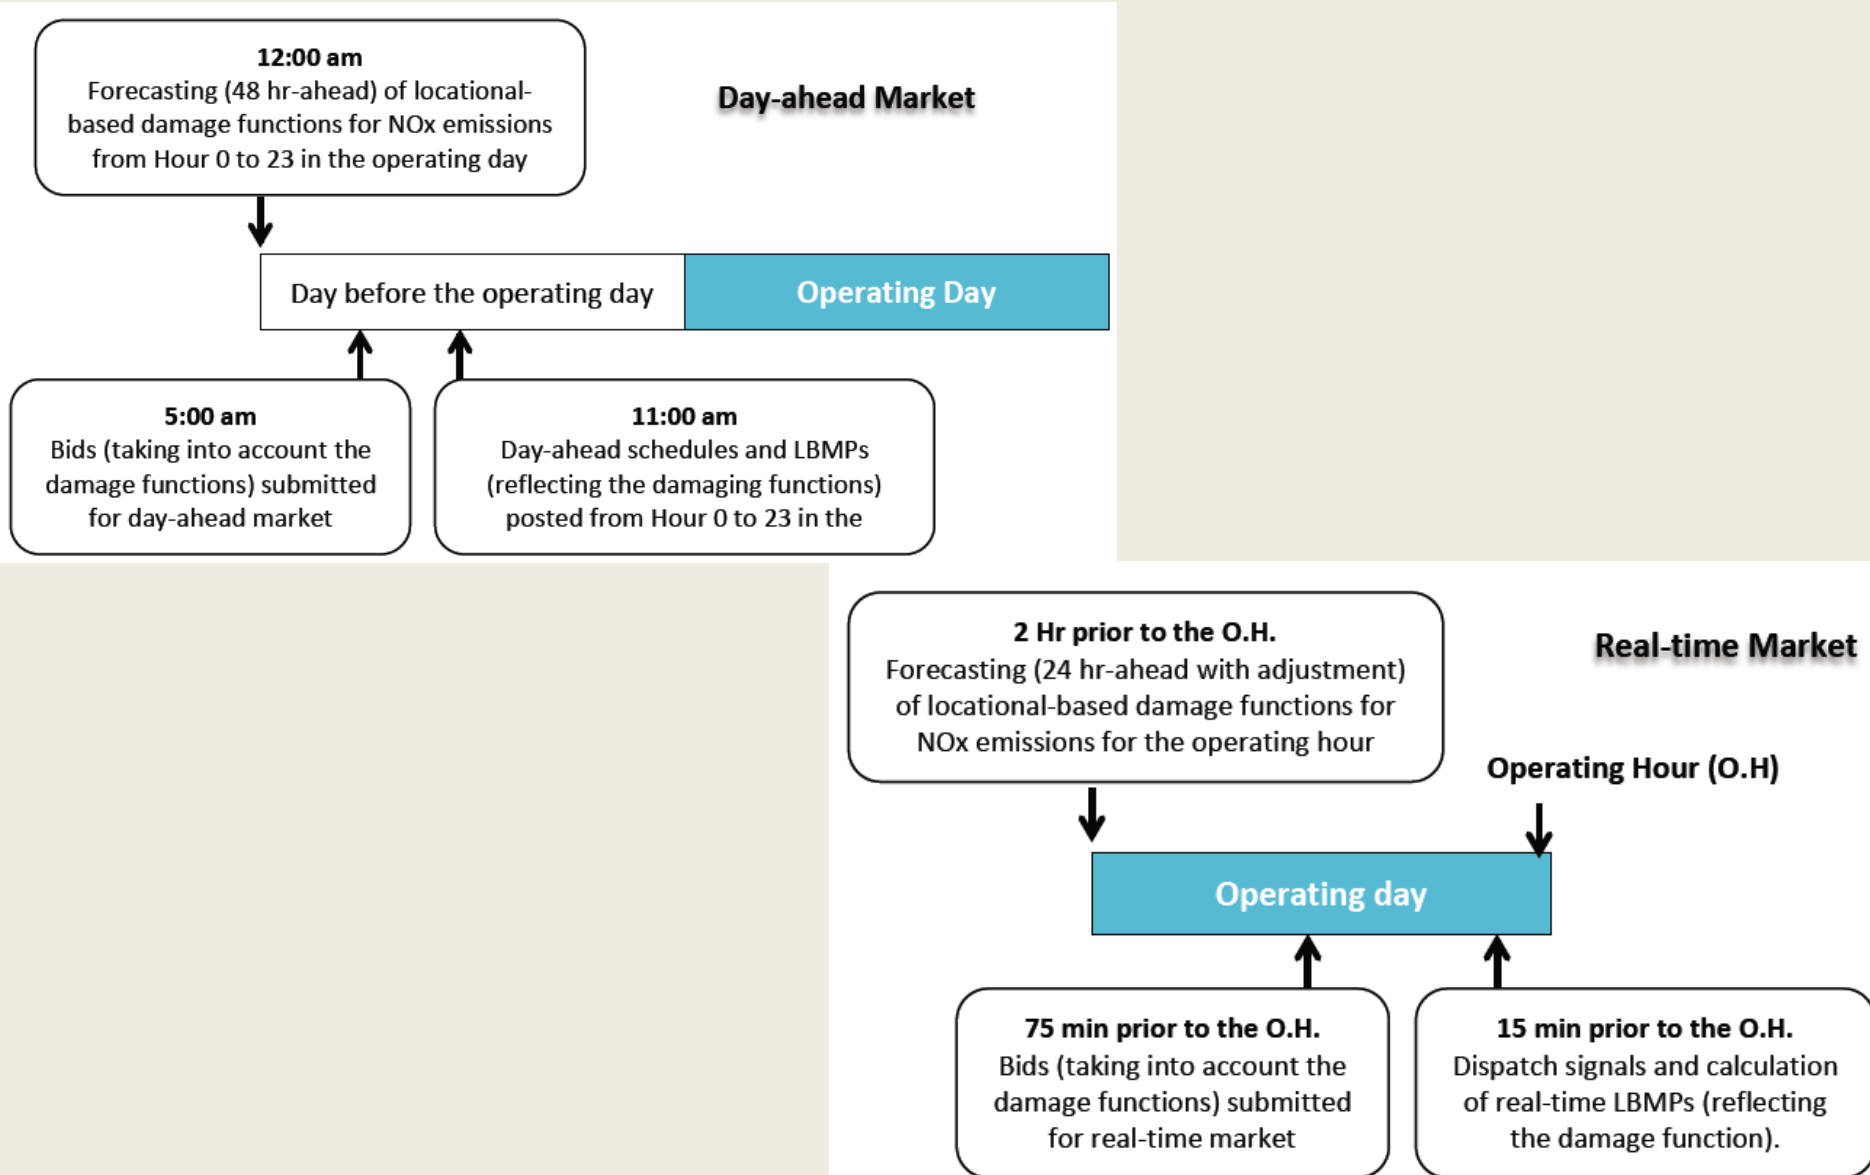 12:00 am
Forecasting (48 hr-ahead) of locational-
based damage functions for NOx emissions
from Hour 0 to 23 in the operating day
Day-ahead Market
Day before the operating day
Operating Day
5:00 am
Bids (taking into account the
damage functions) submitted
for day-ahead market
11:00 am
Day-ahead schedules and LBMPs
(reflecting the damaging functions)
posted from Hour 0 to 23 in the
2 Hr prior to the O.H.
Forecasting (24 hr-ahead with adjustment)
of locational-based damage functions for
NOx emissions for the operating hour
Real-time Market
Operating Hour (O.H)
Operating day
75 min prior to the O.H.
Bids (taking into account the
damage functions) submitted
for real-time market
15 min prior to the O.H.
Dispatch signals and calculation
of real-time LBMPs (reflecting
the damage function).